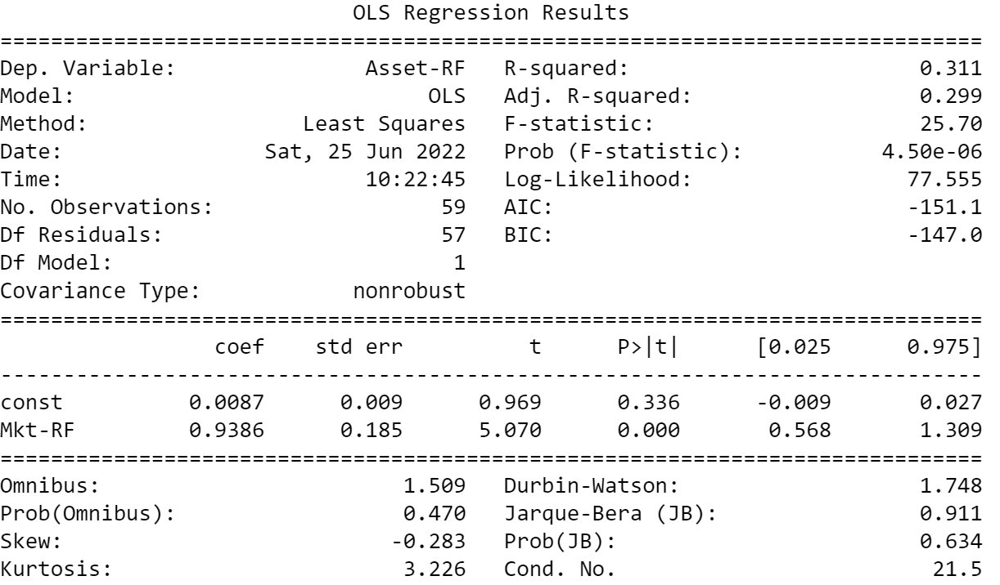 OLS Regression Results
==============================================================================
Dep. Variable:               Asset-RF   R-squared:                       0.311
Model:                            OLS   Adj. R-squared:                  0.299
Method:                 Least Squares   F-statistic:                     25.70
Date:                Sat, 25 Jun 2022   Prob (F-statistic):           4.50e-06
Time:                        10:22:45   Log-Likelihood:                 77.555
No. Observations:                  59   AIC:                            -151.1
Df Residuals:                      57   BIC:                            -147.0
Df Model:                           1
Covariance Type:            nonrobust
==============================================================================
                 coef    std err          t      P>|t|      [0.025      0.975]
------------------------------------------------------------------------------
const          0.0087      0.009      0.969      0.336      -0.009       0.027
Mkt-RF         0.9386      0.185      5.070      0.000       0.568       1.309
==============================================================================
Omnibus:                        1.509   Durbin-Watson:                   1.748
Prob(Omnibus):                  0.470   Jarque-Bera (JB):                0.911
Skew:                          -0.283   Prob(JB):                        0.634
Kurtosis:                       3.226   Cond. No.                         21.5